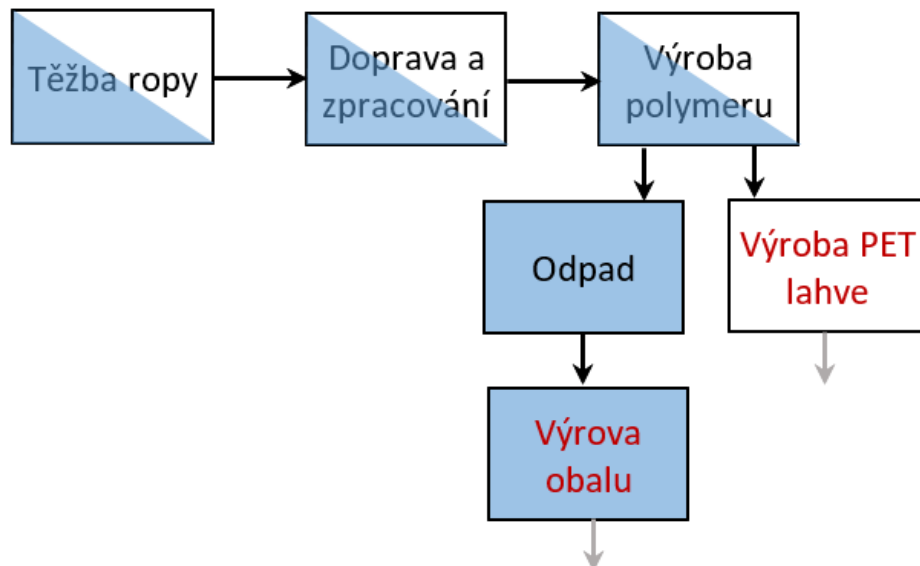 Těžba ropy
Doprava a
zpracování
Výroba
polymeru
Odpad
Výroba PET
lahve
Výrova
obalu